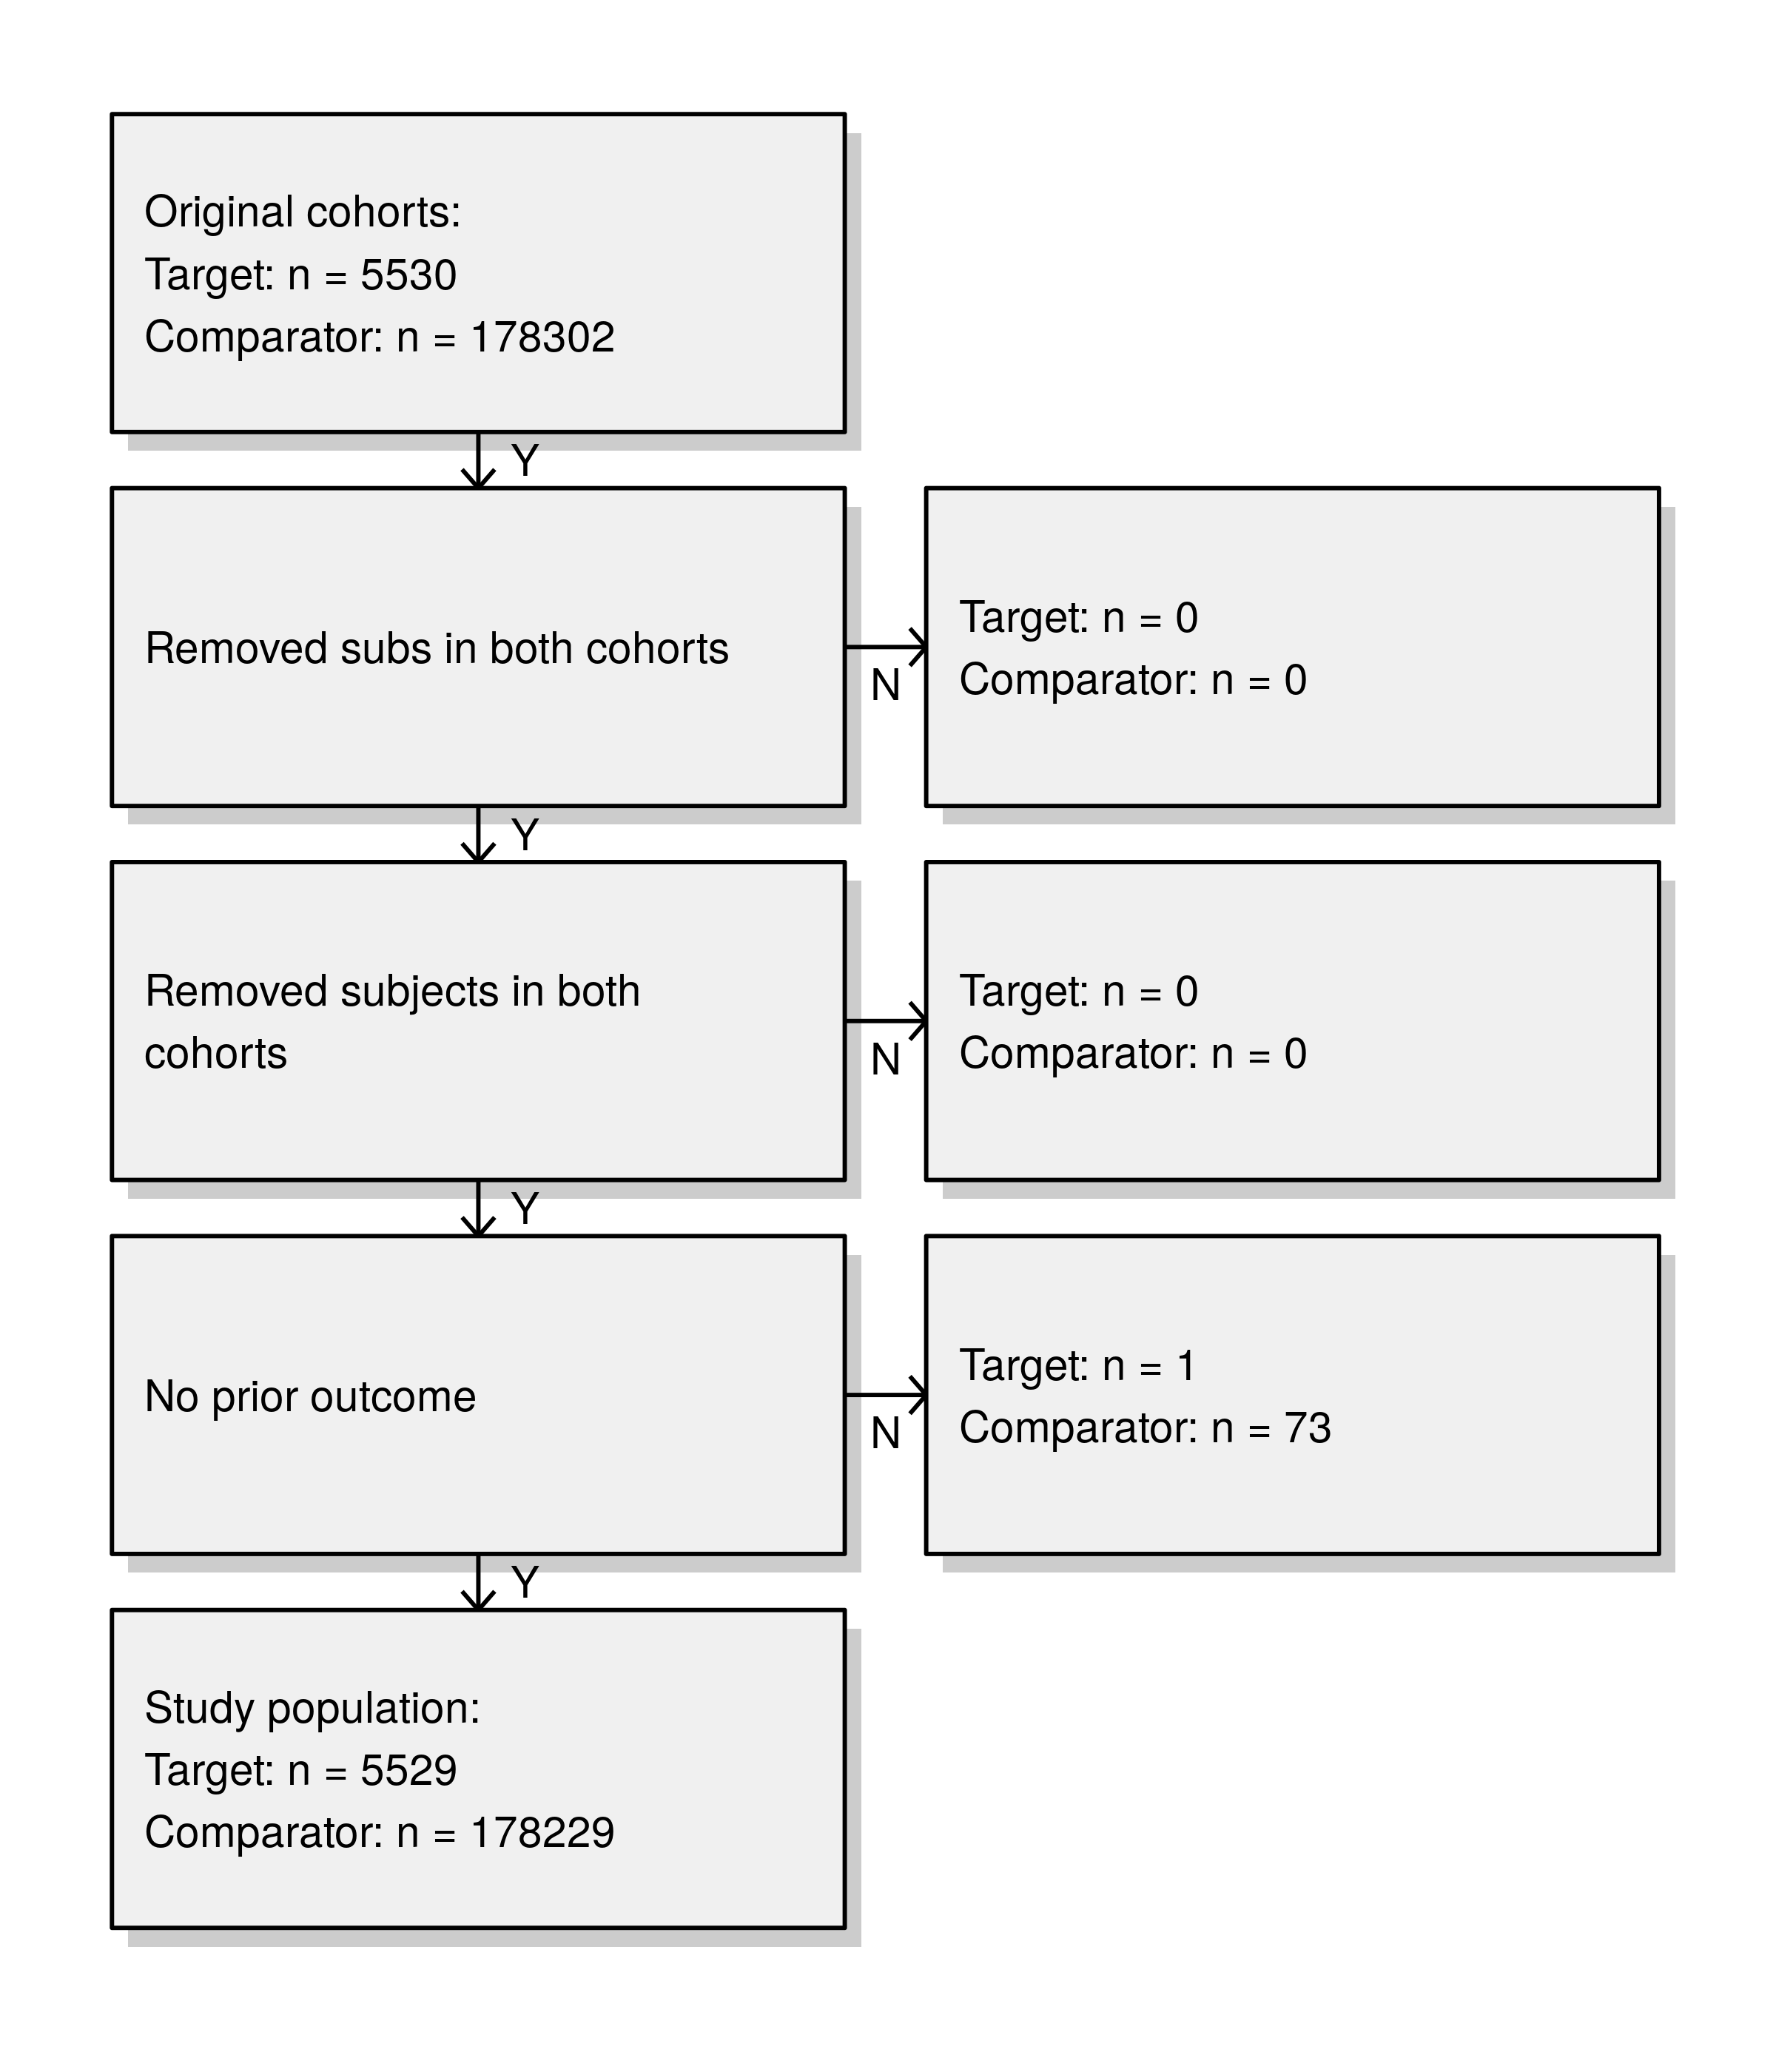 Original cohorts:
Target: n = 5530
Comparator: n = 178302
Y
Removed subs in both cohorts
N
Target: n = 0
Comparator: n = 0
Y
Removed subjects in both
cohorts
N
Target: n = 0
Comparator: n = 0
Y
No prior outcome
N
Target: n = 1
Comparator: n = 73
Y
Study population:
Target: n = 5529
Comparator: n = 178229